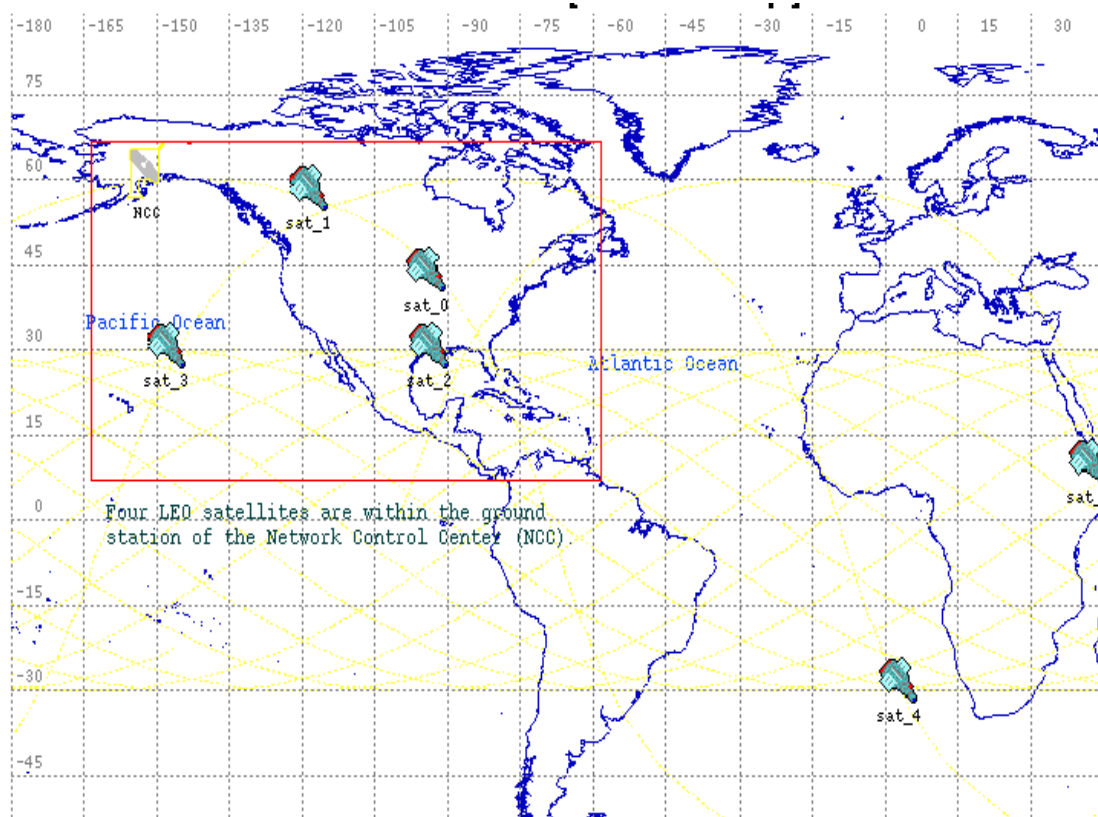 -180 -165 -150 -135 -120 -105 -90 -75 -60 -45 -30 -15 0 15 30
75
60
NCC
sat_1
45
sat_0
Pacific Ocean
30
Atlantic Ocean
sat_3
sat_2
15
sat_
0
Four LEO satellites are within the ground
station of the Network Control Center (NCC).
-15
-30
sat_4
-45